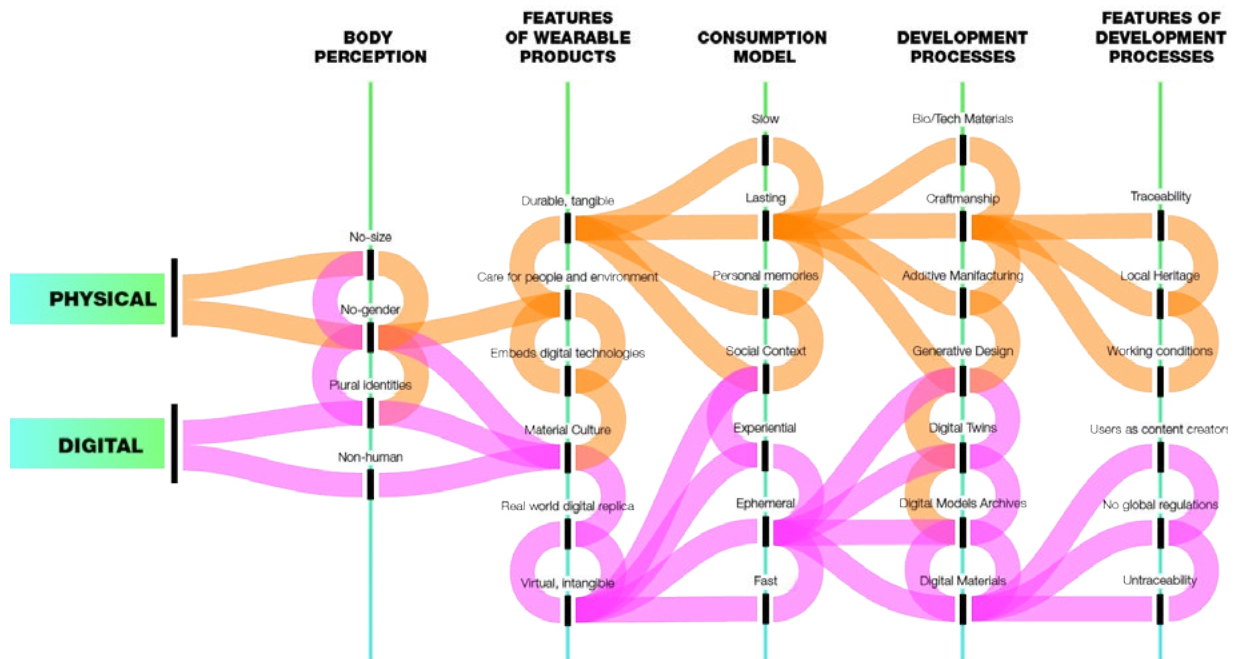 BODY
PERCEPTION
FEATURES
OF WEARABLE
PRODUCTS
CONSUMPTION
MODEL
DEVELOPMENT
PROCESSES
FEATURES OF
DEVELOPMENT
PROCESSES
PHYSICAL
DIGITAL
No-size
No-gender
Plural identities
Non-human
Durable, tangible
Care for people and environment
Embeds digital technologies
Material Culture
Real world digital replica
Virtual, intangible
Slow
Lasting
Personal memories
Social Context
Experiential
Ephemeral
Fast
Bio/Tech Materials
Craftmanship
Additive Manifacturing
Generative Design
Digital Twins
Digital Models Archives
Digital Materials
Traceability
Local Heritage
Working conditions
Users as content creators
No global regulations
Untraceability